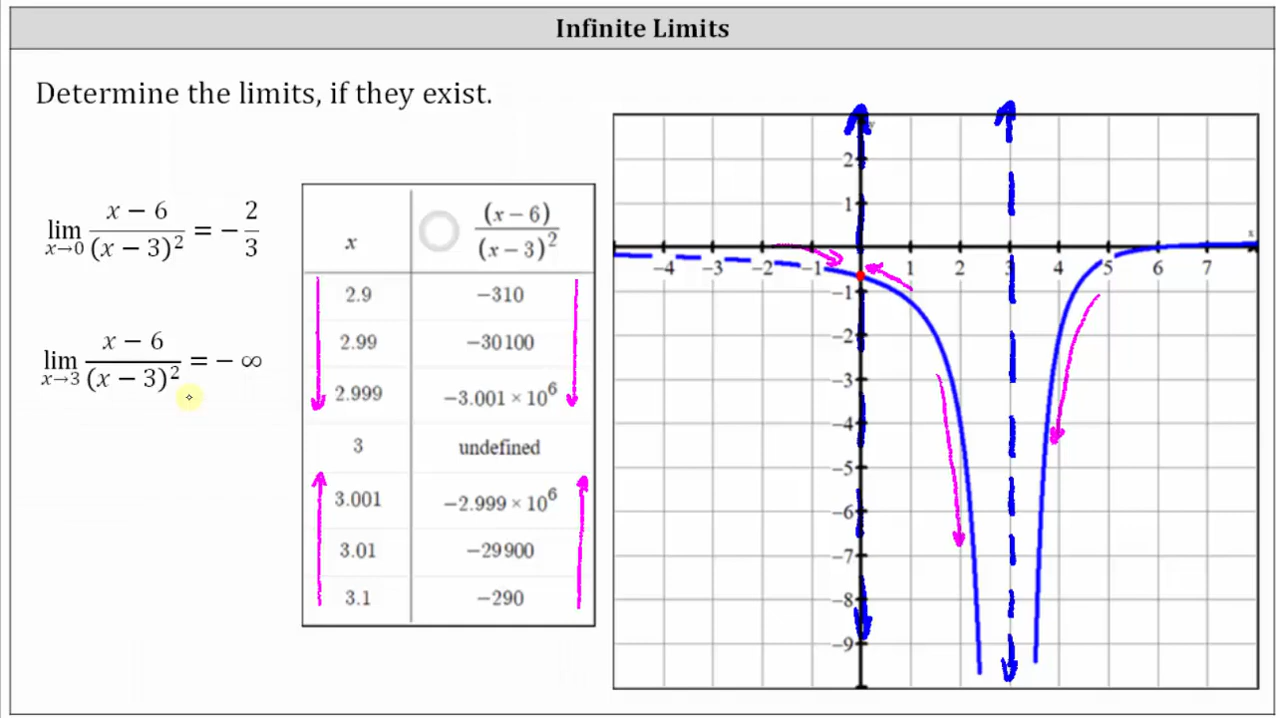 Infinite Limits
Determine the limits, if they exist.
lim x→0 (x − 6)/(x − 3)² = − 2/3
lim x→3 (x − 6)/(x − 3)² = − ∞
x (x − 6)/(x − 3)²
2.9 −310
2.99 −30100
2.999 −3.001 × 10⁶
3 undefined
3.001 −2.999 × 10⁶
3.01 −29900
3.1 −290
y
2
1
x
−4 −3 −2 −1 1 2 3 4 5 6 7
−1
−2
−3
−4
−5
−6
−7
−8
−9